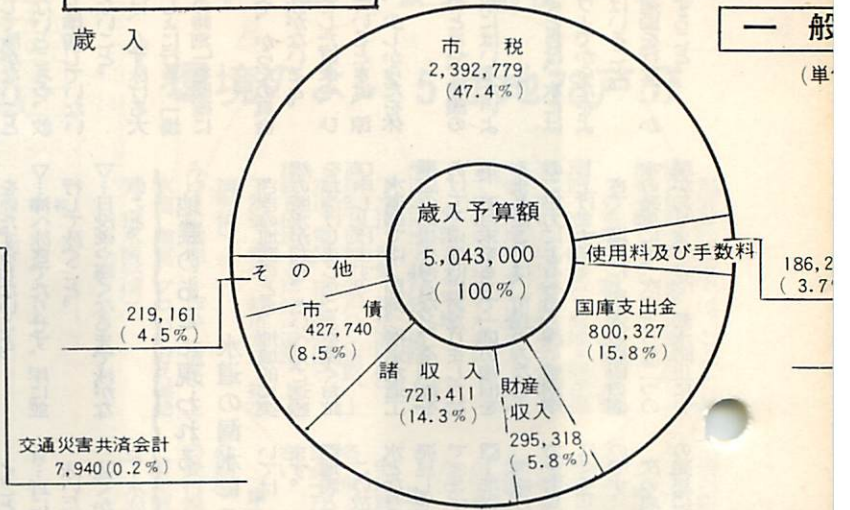 歳 入
一 般
(単
市 税
2,392,779
(47.4%)
歳入予算額
5,043,000
( 100%)
使用料及び手数料
186,2
( 3.7
国庫支出金
800,327
(15.8%)
財産
収入
295,318
( 5.8%)
諸 収 入
721,411
(14.3%)
市 債
427,740
(8.5%)
そ の 他
219,161
( 4.5%)
交通災害共済会計
7,940(0.2%)